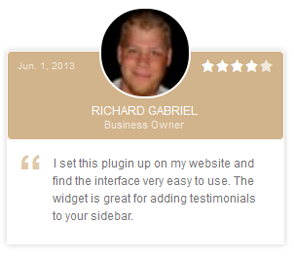 Jun. 1, 2013
RICHARD GABRIEL
Business Owner
I set this plugin up on my website and
find the interface very easy to use. The
widget is great for adding testimonials
to your sidebar.